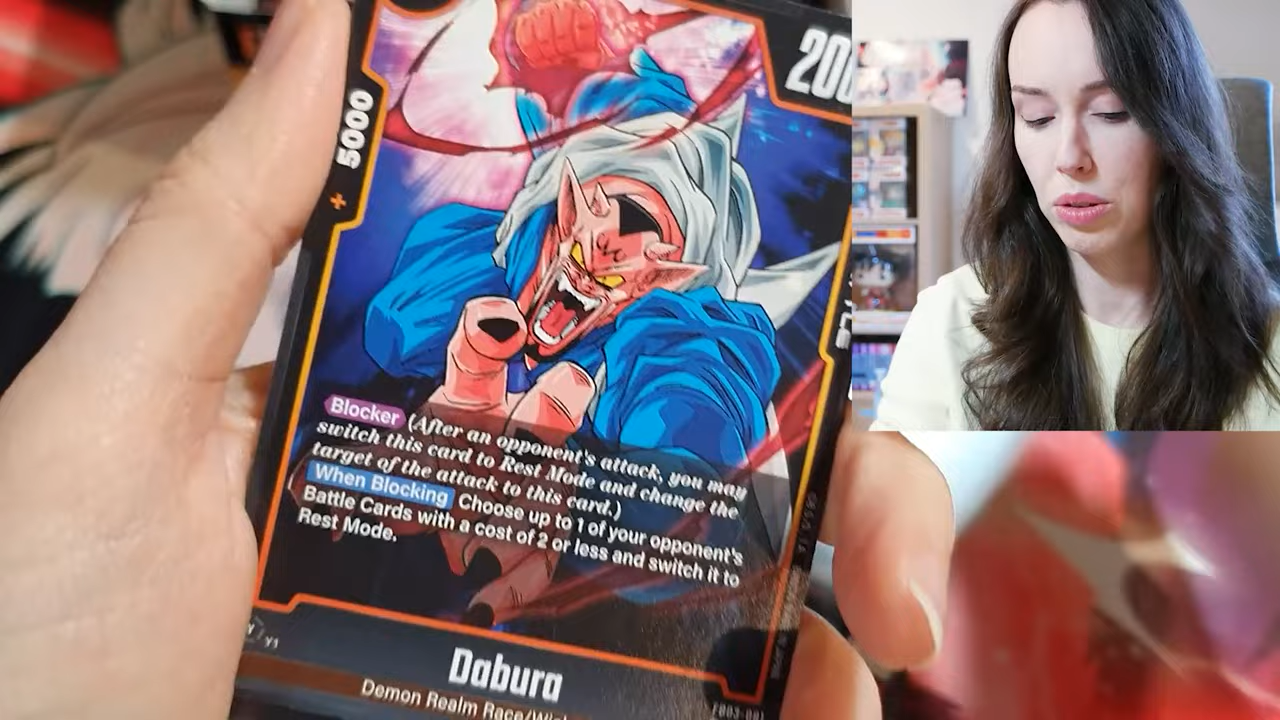 200
+ 5000
Blocker (After an opponent's attack, you may
switch this card to Rest Mode and change the
target of the attack to this card.)
When Blocking Choose up to 1 of your opponent's
Battle Cards with a cost of 2 or less and switch it to
Rest Mode.
Y1
Dabura
Demon Realm Race/